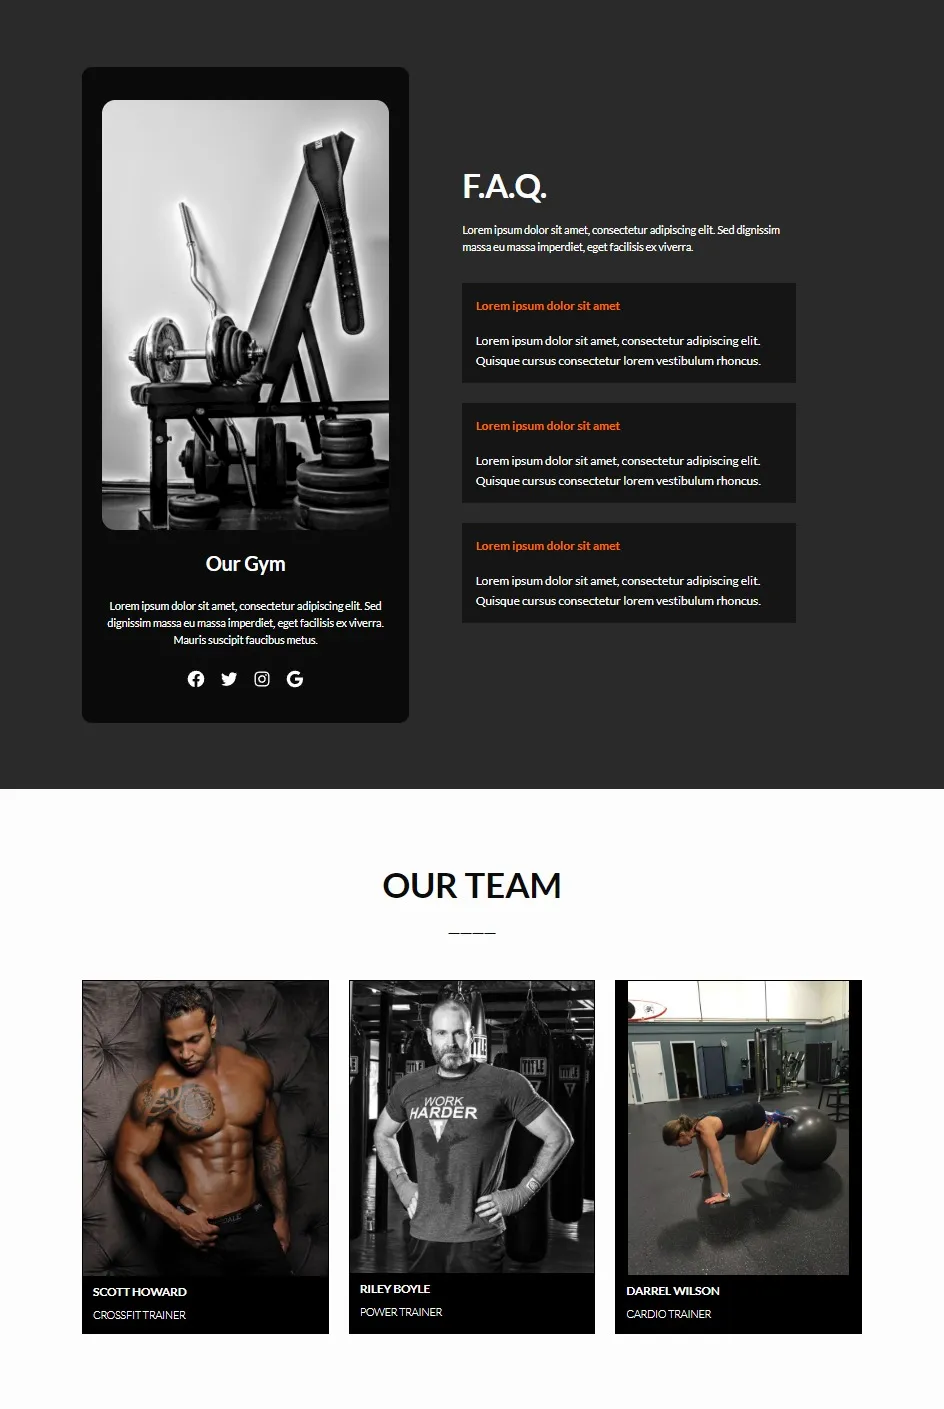 F.A.Q.
Lorem ipsum dolor sit amet, consectetur adipiscing elit. Sed dignissim
massa eu massa imperdiet, eget facilisis ex viverra.
Lorem ipsum dolor sit amet
Lorem ipsum dolor sit amet, consectetur adipiscing elit.
Quisque cursus consectetur lorem vestibulum rhoncus.
Lorem ipsum dolor sit amet
Lorem ipsum dolor sit amet, consectetur adipiscing elit.
Quisque cursus consectetur lorem vestibulum rhoncus.
Lorem ipsum dolor sit amet
Lorem ipsum dolor sit amet, consectetur adipiscing elit.
Quisque cursus consectetur lorem vestibulum rhoncus.
Our Gym
Lorem ipsum dolor sit amet, consectetur adipiscing elit. Sed
dignissim massa eu massa imperdiet, eget facilisis ex viverra.
Mauris suscipit faucibus metus.
OUR TEAM
TITLE
TITLE
WORK
HARDER
SCOTT HOWARD
CROSSFIT TRAINER
RILEY BOYLE
POWER TRAINER
DARREL WILSON
CARDIO TRAINER